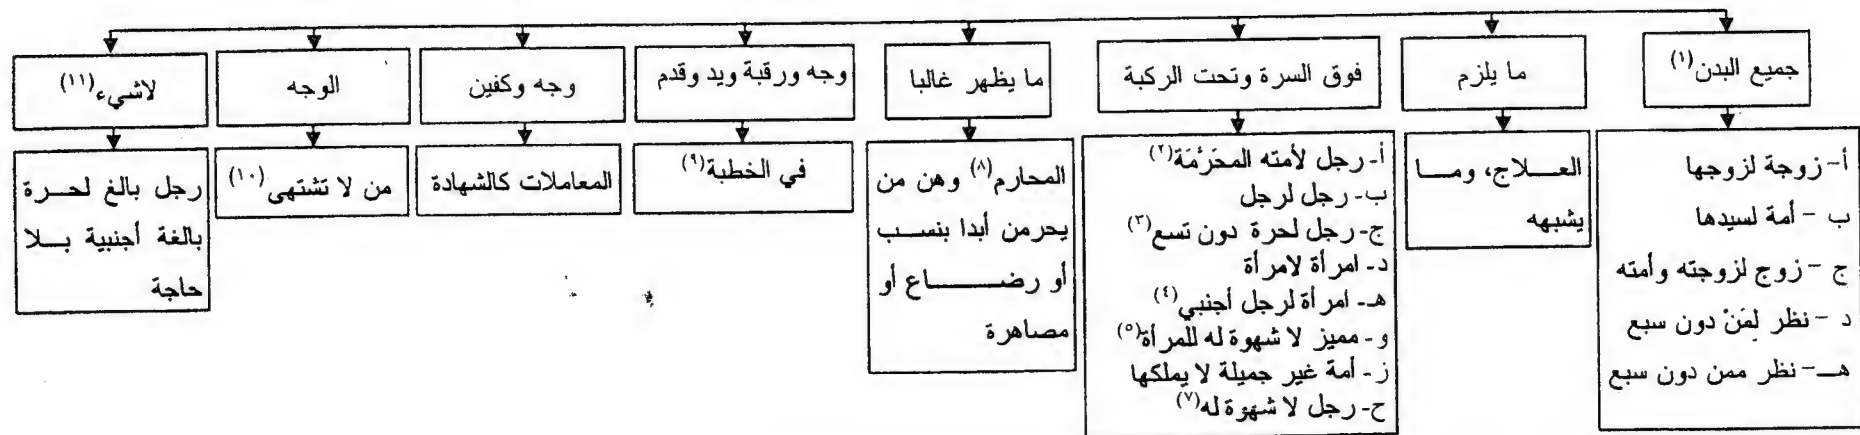 جميع البدن(١)
ما يلزم
فوق السرة وتحت الركبة
ما يظهر غالبا
وجه ورقبة ويد وقدم
وجه وكفين
الوجه
لاشيء(١١)
أ- زوجة لزوجها
ب - أمة لسيدها
ج - زوج لزوجته وأمته
د - نظر لِمَنْ دون سبع
هـ- نظر ممن دون سبع
العلاج، وما
يشبهه
أ- رجل لأمته المحَرَّمَة(٢)
ب- رجل لرجل
ج- رجل لحرة دون تسع(٣)
د- امرأة لامرأة
هـ- امرأة لرجل أجنبي(٤)
و- مميز لا شهوة له للمرأة(٥)
ز- أمة غير جميلة لا يملكها
ح- رجل لا شهوة له(٧)
المحارم(٨) وهن من
يحرمن أبدا بنسب
أو رضاع أو
مصاهرة
في الخطبة(٩)
المعاملات كالشهادة
من لا تشتهى(١٠)
رجل بالغ لحرة
بالغة أجنبية بلا
حاجة